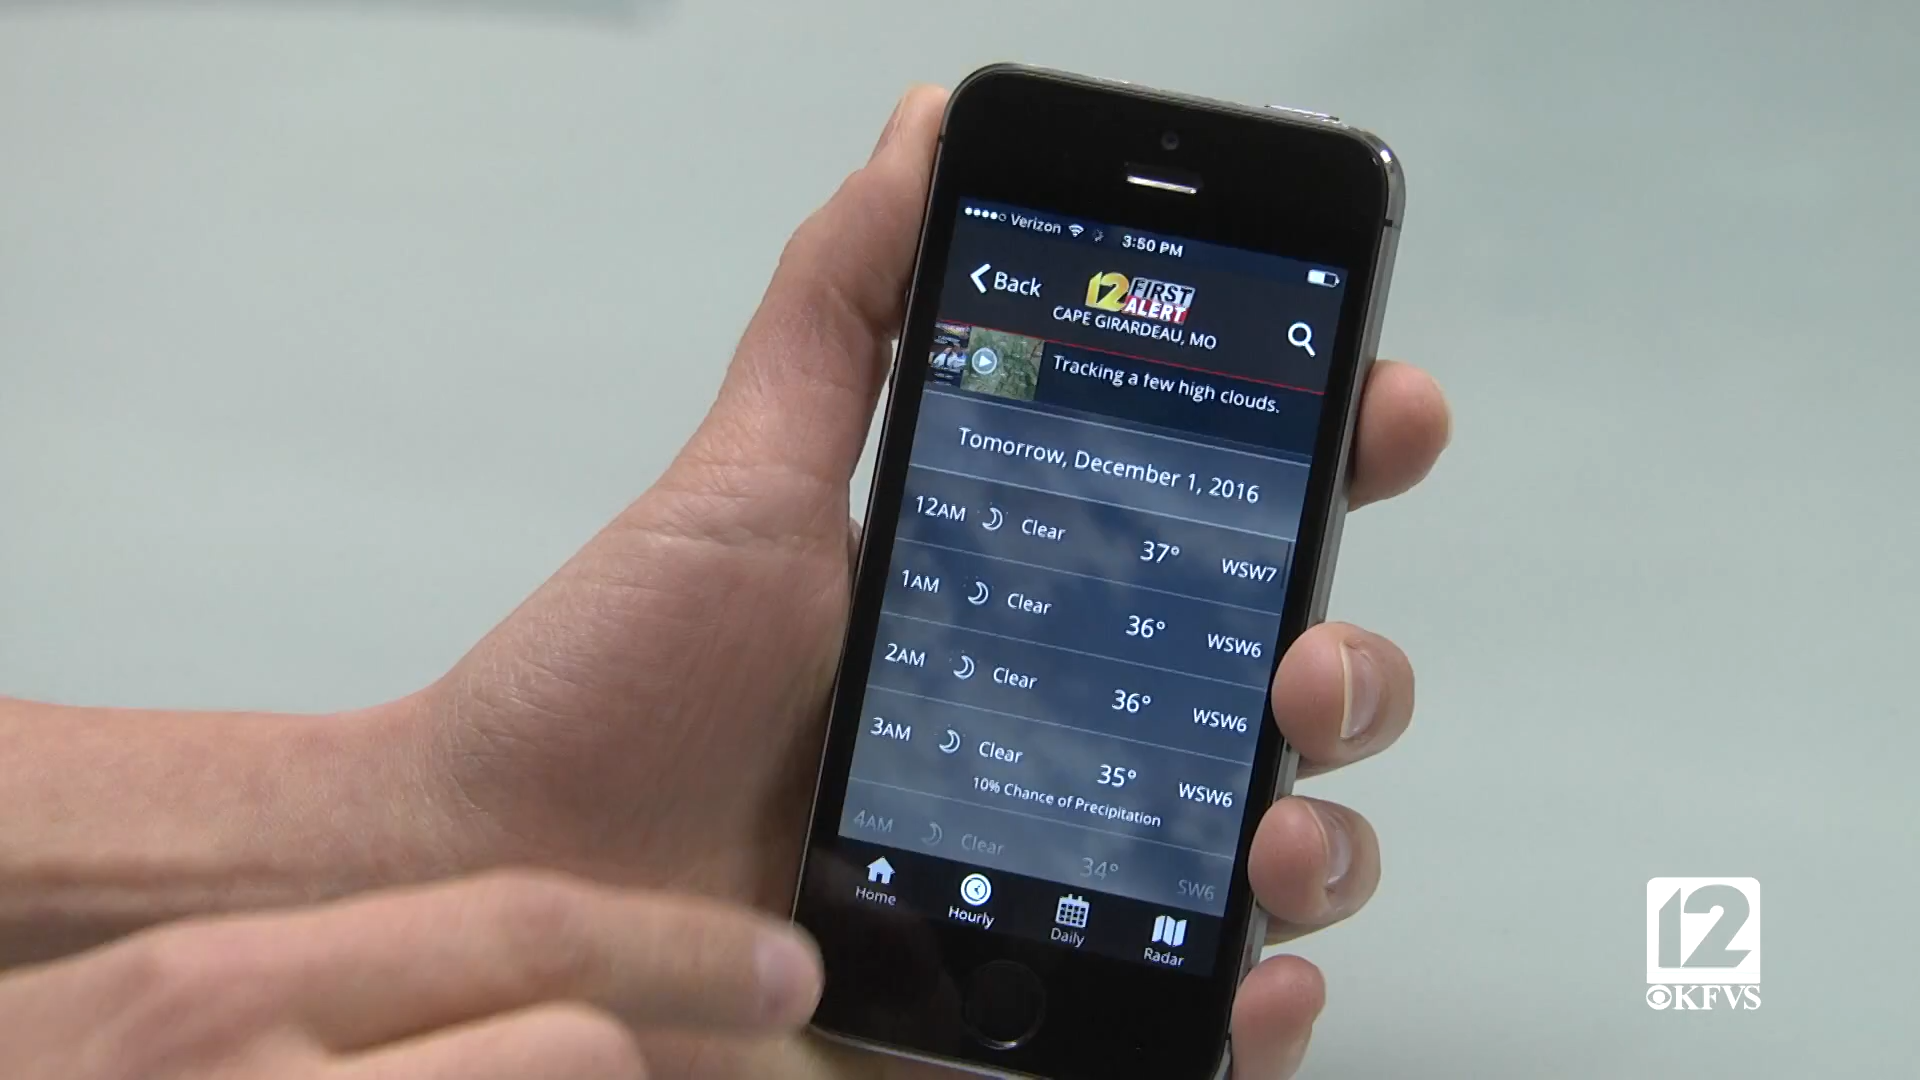 Verizon 3:50 PM
Back
12 FIRST ALERT
CAPE GIRARDEAU, MO
Tracking a few high clouds.
Tomorrow, December 1, 2016
12AM Clear 37° WSW7
1AM Clear 36° WSW6
2AM Clear 36° WSW6
3AM Clear 35° WSW6
10% Chance of Precipitation
4AM Clear 34° SW6
Home Hourly Daily Radar
12
KFVS